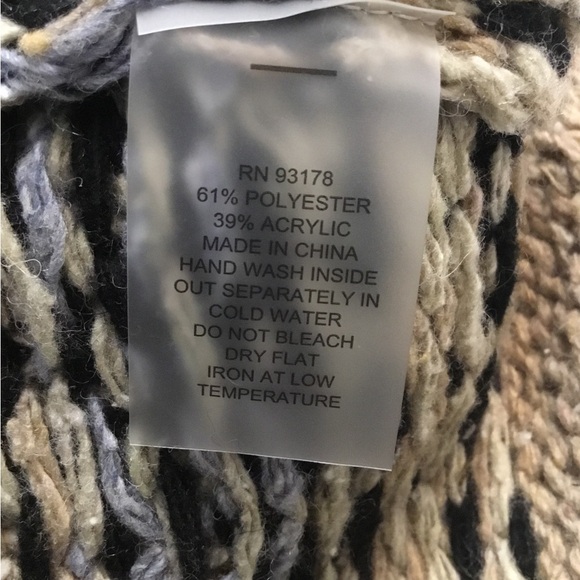 RN 93178
61% POLYESTER
39% ACRYLIC
MADE IN CHINA
HAND WASH INSIDE
OUT SEPARATELY IN
COLD WATER
DO NOT BLEACH
DRY FLAT
IRON AT LOW
TEMPERATURE